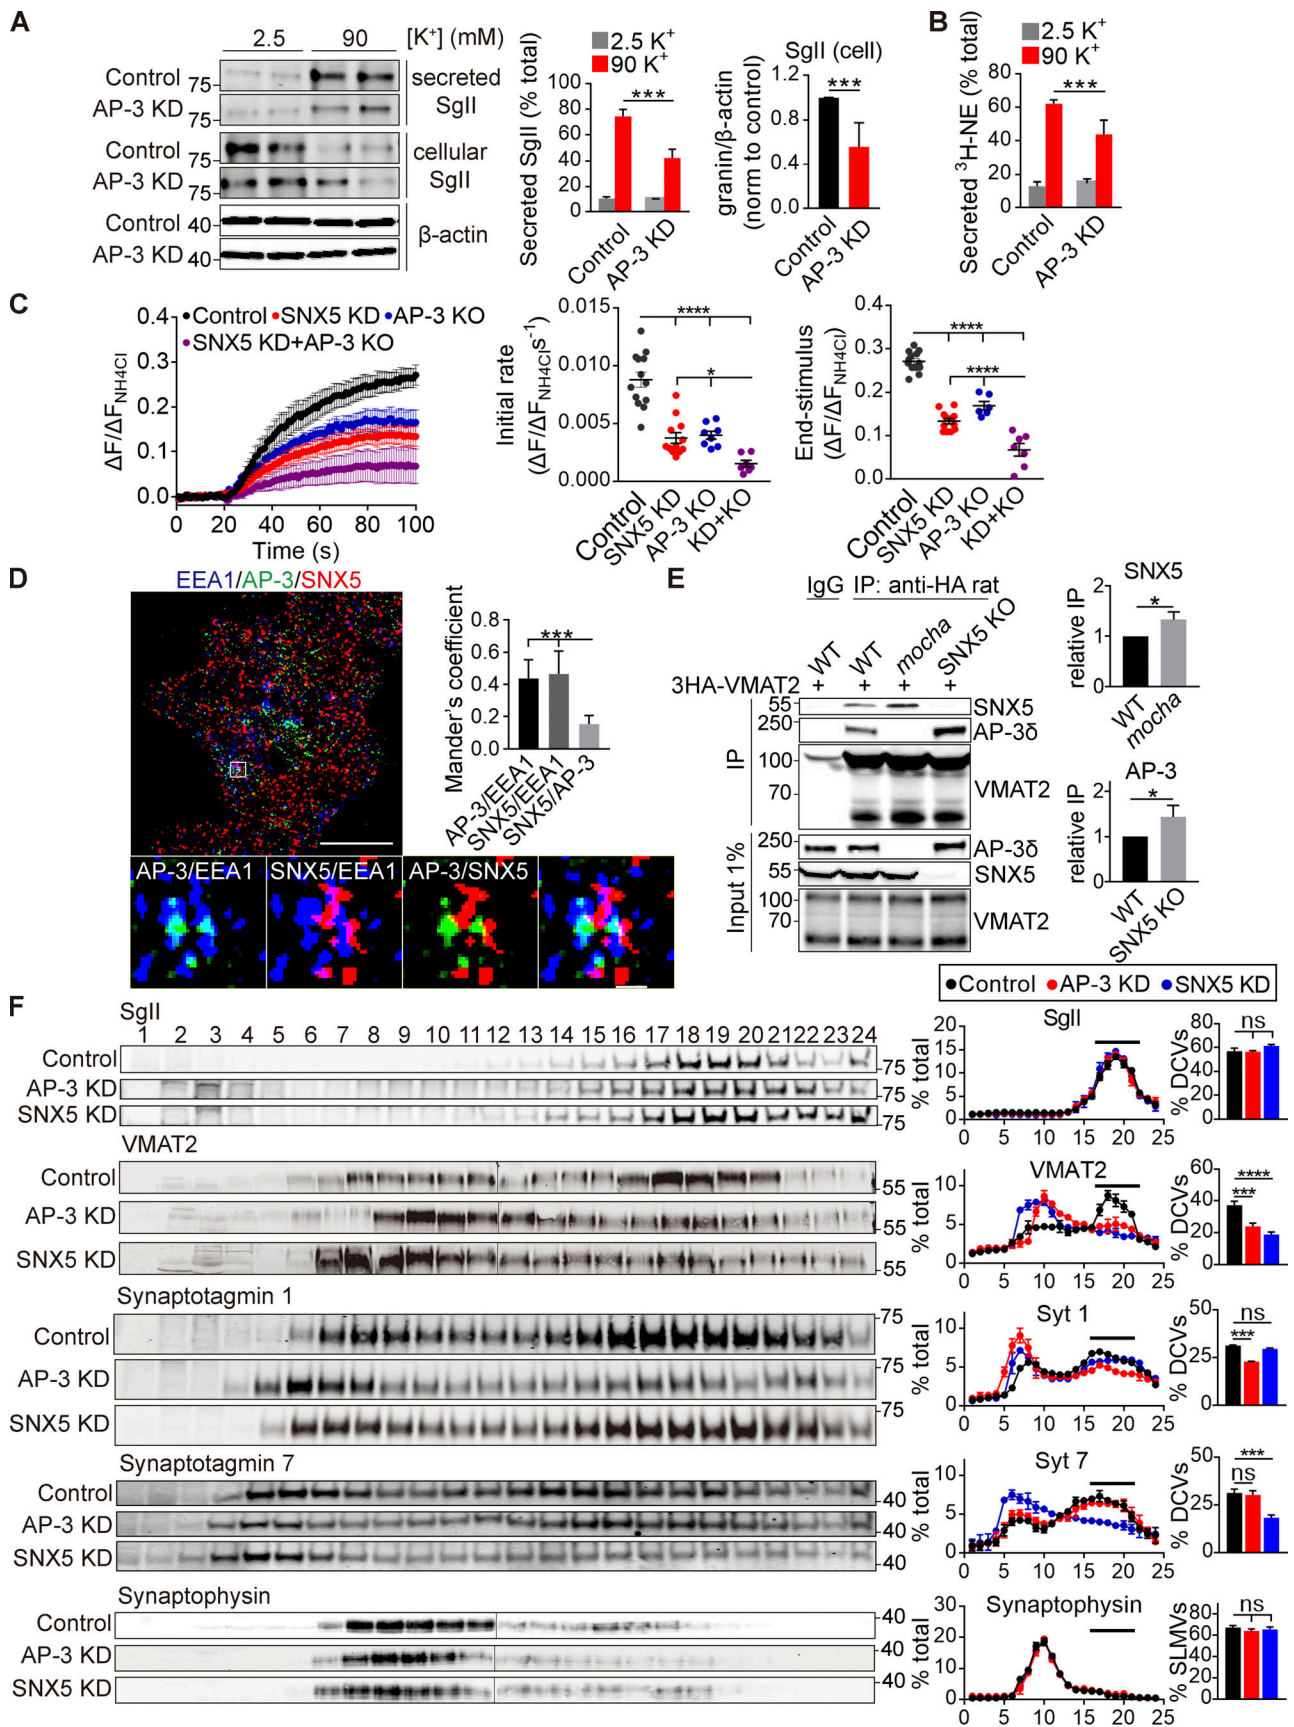 A
2.5 90 [K⁺] (mM)
Control
75
secreted
SgII
AP-3 KD
75
Control
75
cellular
SgII
AP-3 KD
75
Control
40
β-actin
AP-3 KD
40
2.5 K⁺
90 K⁺
Secreted SgII (% total)
100
80
60
40
20
0
***
Control
AP-3 KD
SgII (cell)
granin/β-actin
(norm to control)
1.2
0.8
0.4
0.0
***
Control
AP-3 KD
B
2.5 K⁺
90 K⁺
Secreted ³H-NE (% total)
100
80
60
40
20
0
***
Control
AP-3 KD
C
Control SNX5 KD AP-3 KO
SNX5 KD+AP-3 KO
ΔF/ΔF_NH4Cl
0.4
0.3
0.2
0.1
0.0
0 20 40 60 80 100
Time (s)
Initial rate
(ΔF/ΔF_NH4Cl s⁻¹)
0.015
0.010
0.005
0.000
****
*
Control
SNX5 KD
AP-3 KO
KD+KO
End-stimulus
(ΔF/ΔF_NH4Cl)
0.4
0.3
0.2
0.1
0.0
****
****
Control
SNX5 KD
AP-3 KO
KD+KO
D
EEA1/AP-3/SNX5
Mander's coefficient
0.8
0.6
0.4
0.2
0.0
***
AP-3/EEA1
SNX5/EEA1
SNX5/AP-3
AP-3/EEA1 SNX5/EEA1 AP-3/SNX5
E
IgG IP: anti-HA rat
WT WT mocha SNX5 KO
3HA-VMAT2 + + + +
IP
55 SNX5
250 AP-3δ
100
70
VMAT2
Input 1%
250 AP-3δ
55 SNX5
100
70
VMAT2
SNX5
relative IP
2
1
0
*
WT
mocha
AP-3
relative IP
2
1
0
*
WT
SNX5 KO
F
Control AP-3 KD SNX5 KD
SgII
1 2 3 4 5 6 7 8 9 10 11 12 13 14 15 16 17 18 19 20 21 22 23 24
Control 75
AP-3 KD 75
SNX5 KD 75
SgII
% total
20
15
10
5
0
0 5 10 15 20 25
% DCVs
80
60
40
20
0
ns
VMAT2
Control 55
AP-3 KD 55
SNX5 KD 55
VMAT2
% total
10
5
0
0 5 10 15 20 25
% DCVs
60
40
20
0
****
***
Synaptotagmin 1
Control 75
AP-3 KD 75
SNX5 KD 75
Syt 1
% total
10
5
0
0 5 10 15 20 25
% DCVs
50
25
0
ns
***
Synaptotagmin 7
Control 40
AP-3 KD 40
SNX5 KD 40
Syt 7
% total
10
5
0
0 5 10 15 20 25
% DCVs
50
25
0
***
ns
Synaptophysin
Control 40
AP-3 KD 40
SNX5 KD 40
Synaptophysin
% total
30
20
10
0
0 5 10 15 20 25
% SLMVs
80
60
40
20
0
ns